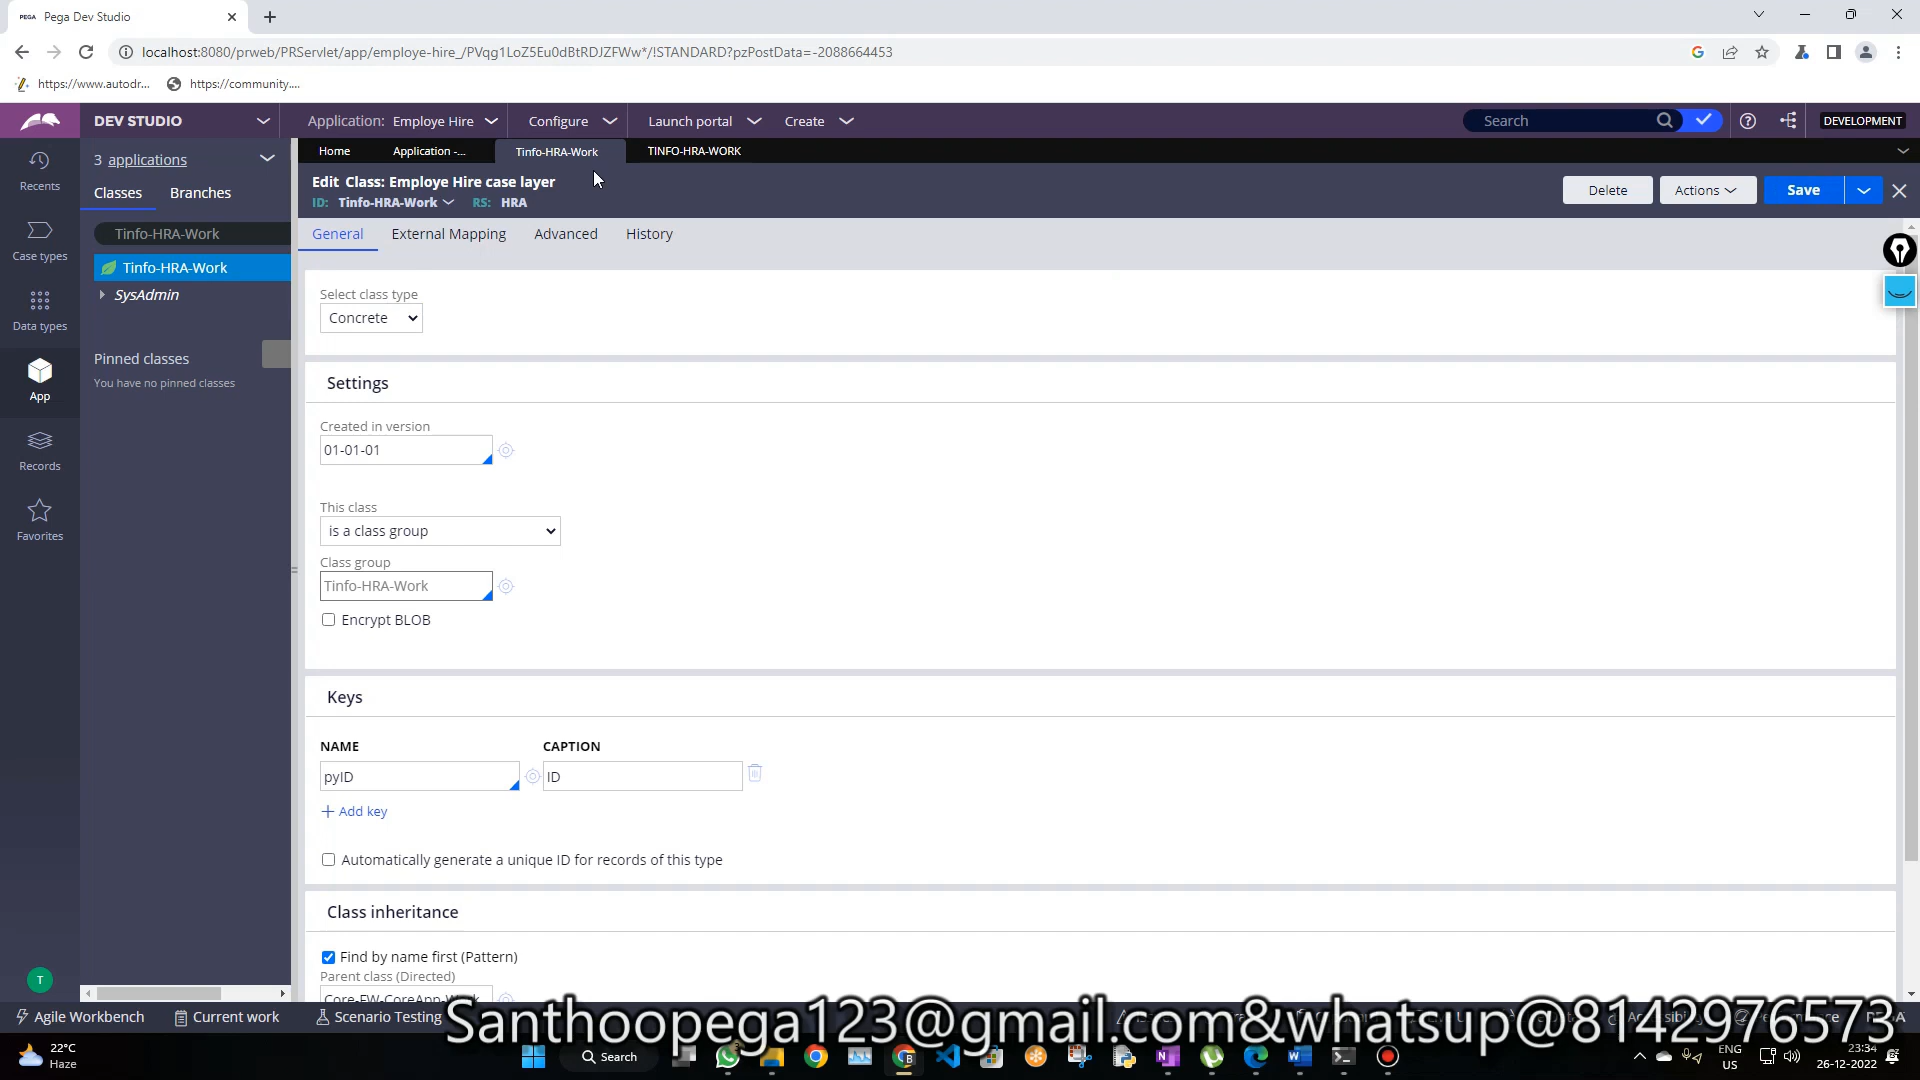 Pega Dev Studio
localhost:8080/prweb/PRServlet/app/employe-hire_/PVqg1LoZ5Eu0dBtRDJZFWw*/!STANDARD?pzPostData=-2088664453
https://www.autodr... https://community....
DEV STUDIO Application: Employe Hire Configure Launch portal Create Search DEVELOPMENT
Home Application -... Tinfo-HRA-Work TINFO-HRA-WORK
Recents
3 applications
Classes Branches
Edit Class: Employe Hire case layer
ID: Tinfo-HRA-Work RS: HRA
Delete Actions Save
General External Mapping Advanced History
Tinfo-HRA-Work
Tinfo-HRA-Work
SysAdmin
Pinned classes
You have no pinned classes
Case types
Data types
App
Records
Favorites
T
Select class type
Concrete
Settings
Created in version
01-01-01
This class
is a class group
Class group
Tinfo-HRA-Work
Encrypt BLOB
Keys
NAME CAPTION
pyID ID
Add key
Automatically generate a unique ID for records of this type
Class inheritance
Find by name first (Pattern)
Parent class (Directed)
Core-FW-CoreApp-Work
Agile Workbench Current work Scenario Testing
Santhoopega123@gmail.com&whatsup@8142976573
22°C
Haze
Search
ENG
US
23:34
26-12-2022